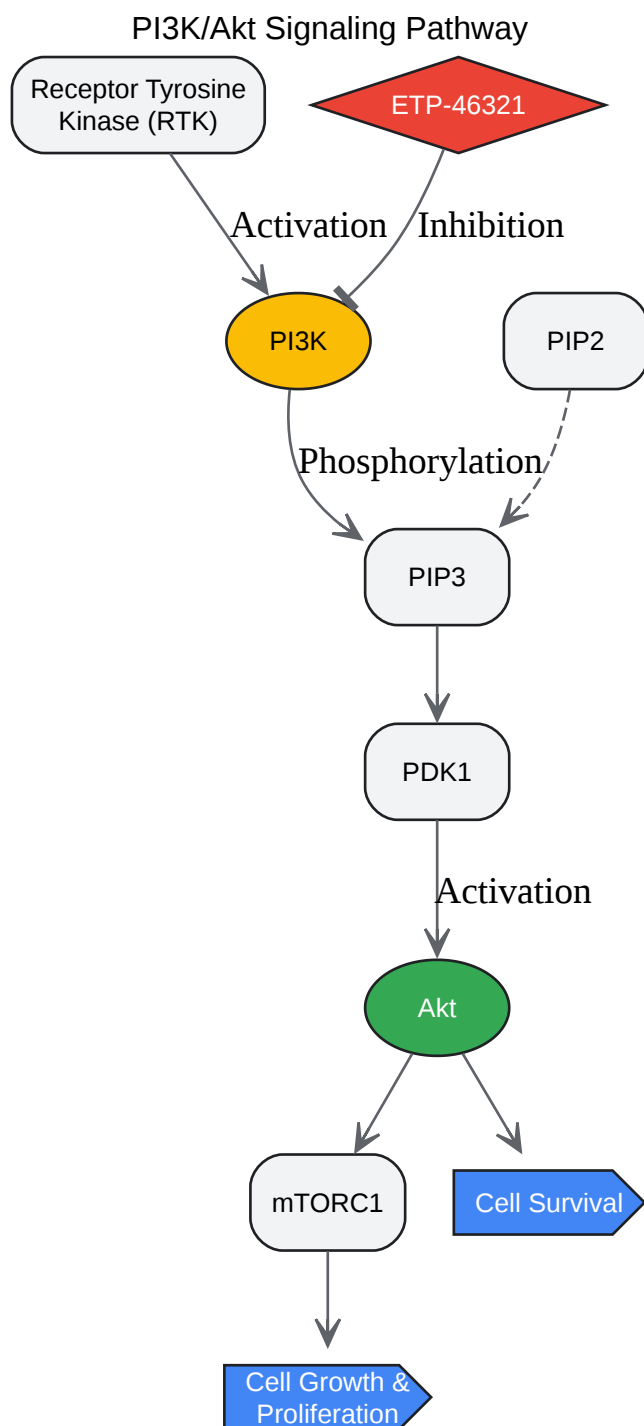 PI3K/Akt Signaling Pathway
Receptor Tyrosine
Kinase (RTK)
ETP-46321
Activation
Inhibition
PI3K
PIP2
Phosphorylation
PIP3
PDK1
Activation
Akt
mTORC1
Cell Survival
Cell Growth &
Proliferation